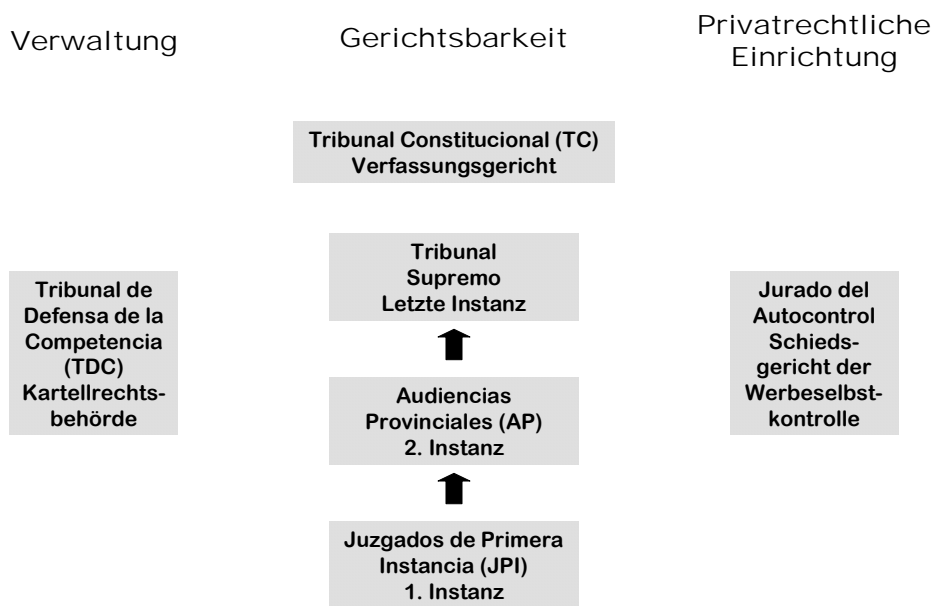 Verwaltung
Gerichtsbarkeit
Privatrechtliche
Einrichtung
Tribunal Constitucional (TC)
Verfassungsgericht
Tribunal
Supremo
Letzte Instanz
Tribunal de
Defensa de la
Competencia
(TDC)
Kartellrechts-
behörde
Jurado del
Autocontrol
Schieds-
gericht der
Werbeselbst-
kontrolle
Audiencias
Provinciales (AP)
2. Instanz
Juzgados de Primera
Instancia (JPI)
1. Instanz